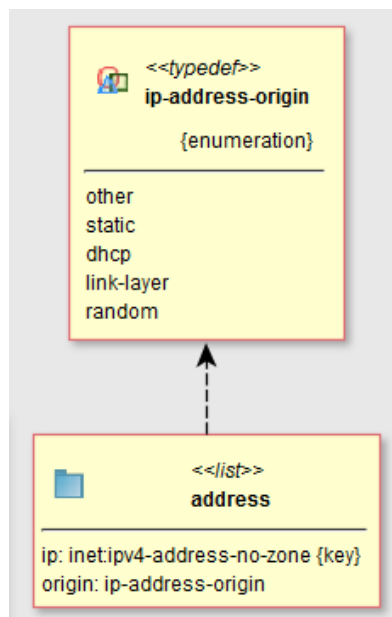 <<typedef>>
ip-address-origin
{enumeration}
other
static
dhcp
link-layer
random
<<list>>
address
ip: inet:ipv4-address-no-zone {key}
origin: ip-address-origin